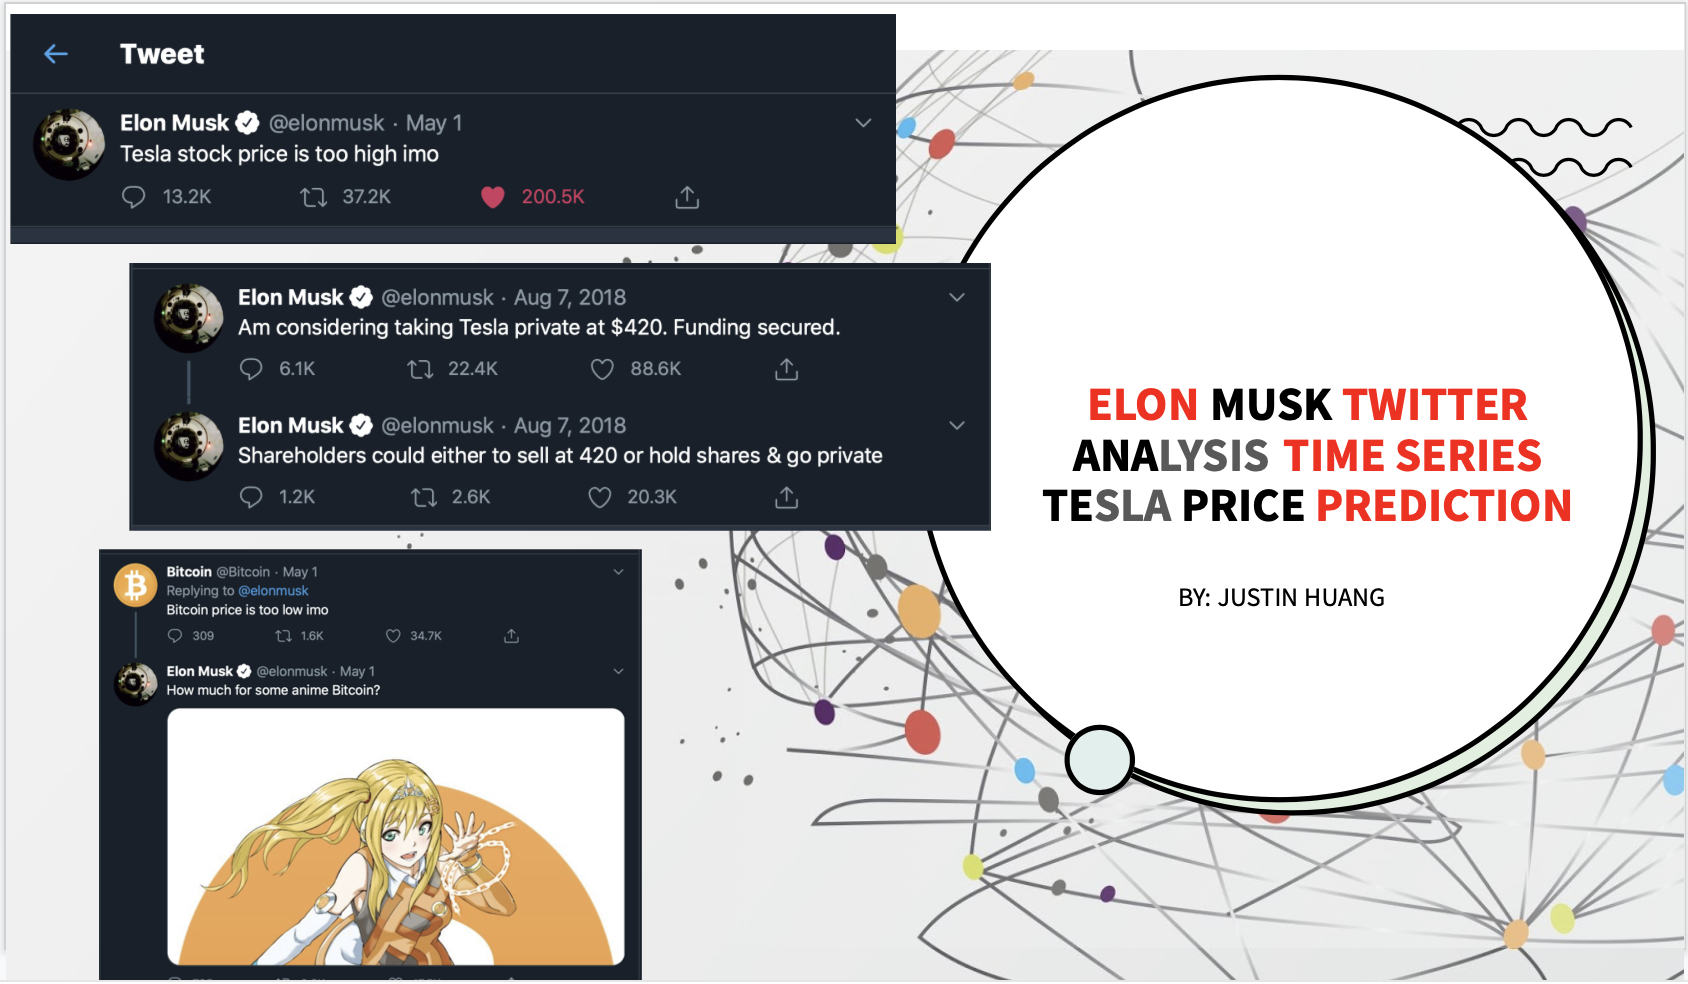 Tweet
Elon Musk @elonmusk · May 1
Tesla stock price is too high imo
13.2K 37.2K 200.5K
Elon Musk @elonmusk · Aug 7, 2018
Am considering taking Tesla private at $420. Funding secured.
6.1K 22.4K 88.6K
Elon Musk @elonmusk · Aug 7, 2018
Shareholders could either to sell at 420 or hold shares & go private
1.2K 2.6K 20.3K
Bitcoin @Bitcoin · May 1
Replying to @elonmusk
Bitcoin price is too low imo
309 1.6K 34.7K
Elon Musk @elonmusk · May 1
How much for some anime Bitcoin?
ELON MUSK TWITTER
ANALYSIS TIME SERIES
TESLA PRICE PREDICTION
BY: JUSTIN HUANG